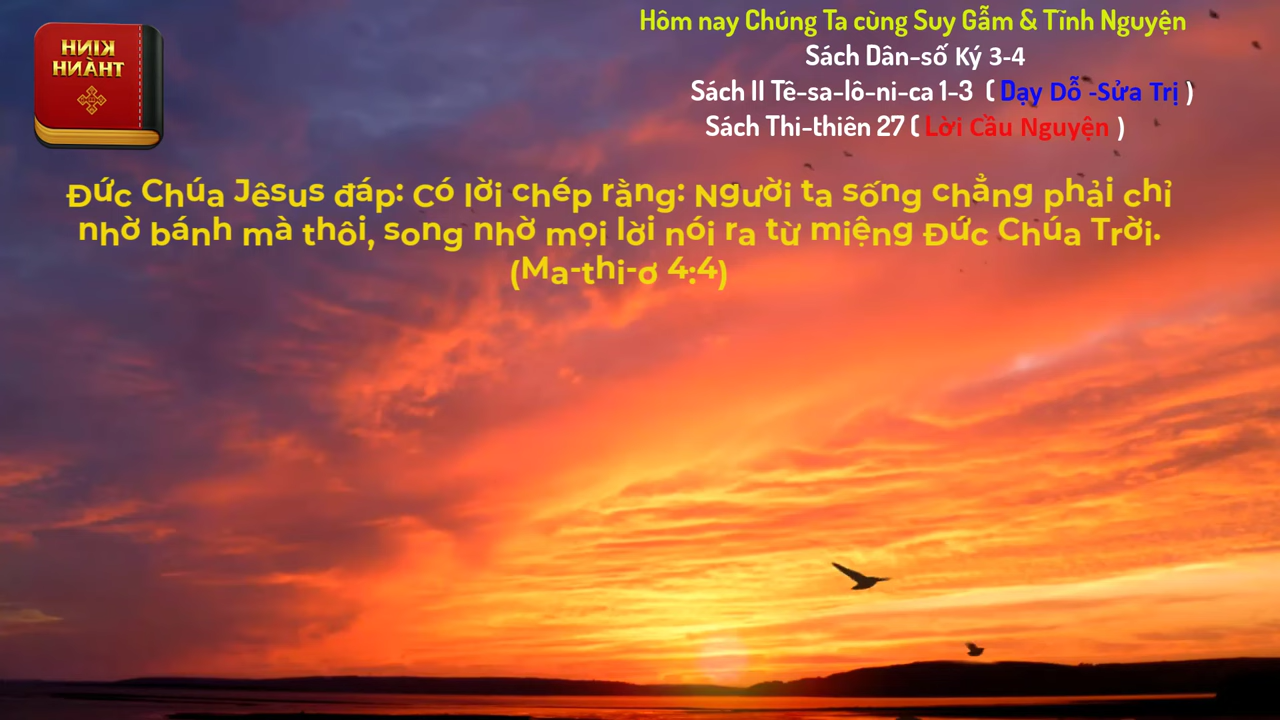 KINH
THÁNH
Hôm nay Chúng Ta cùng Suy Gẫm & Tĩnh Nguyện
Sách Dân-số Ký 3-4
Sách II Tê-sa-lô-ni-ca 1-3 ( Dạy Dỗ -Sửa Trị )
Sách Thi-thiên 27 ( Lời Cầu Nguyện )
Đức Chúa Jêsus đáp: Có lời chép rằng: Người ta sống chẳng phải chỉ
nhờ bánh mà thôi, song nhờ mọi lời nói ra từ miệng Đức Chúa Trời.
(Ma-thi-ơ 4:4)